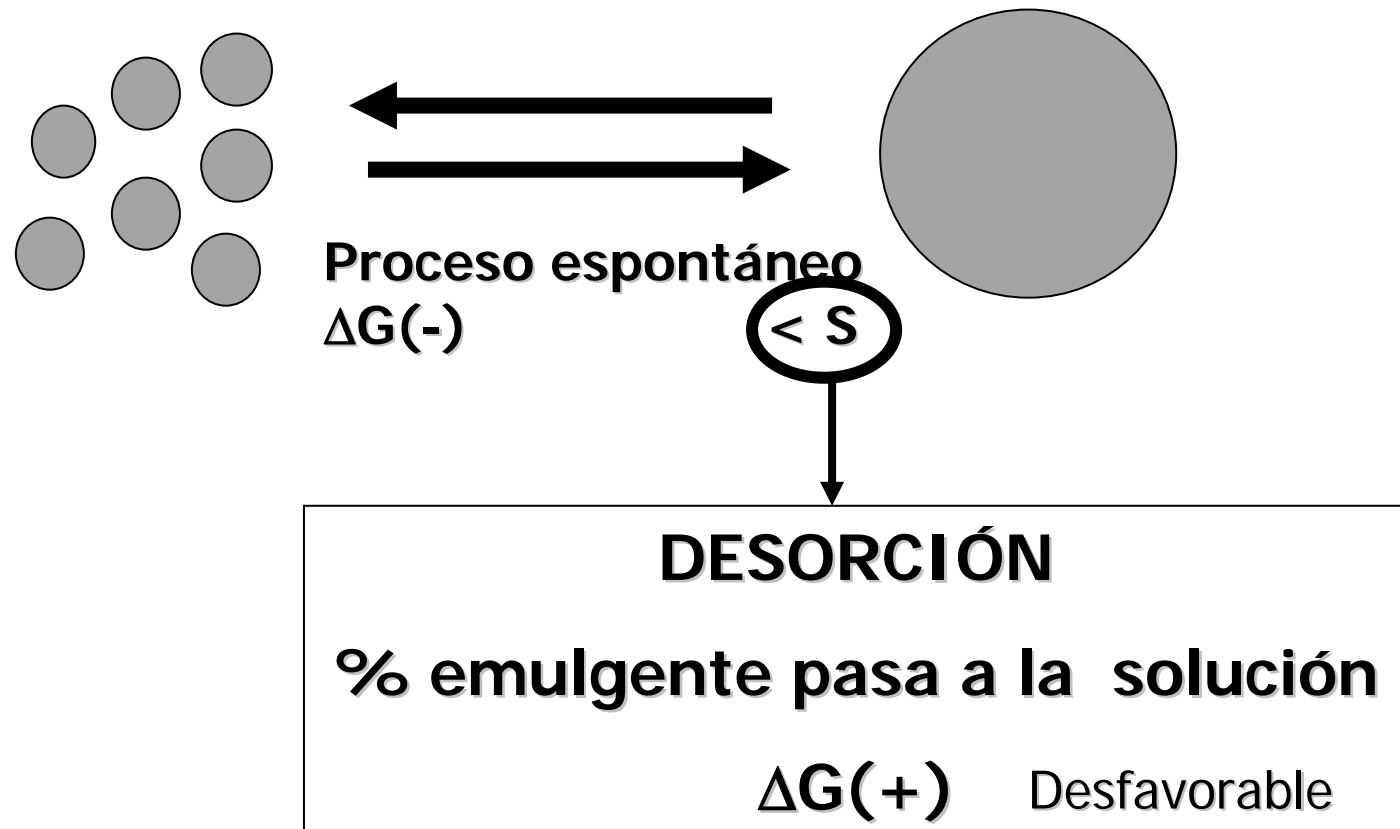 Proceso espontáneo
ΔG(-) < S
DESORCIÓN
% emulgente pasa a la solución
ΔG(+) Desfavorable